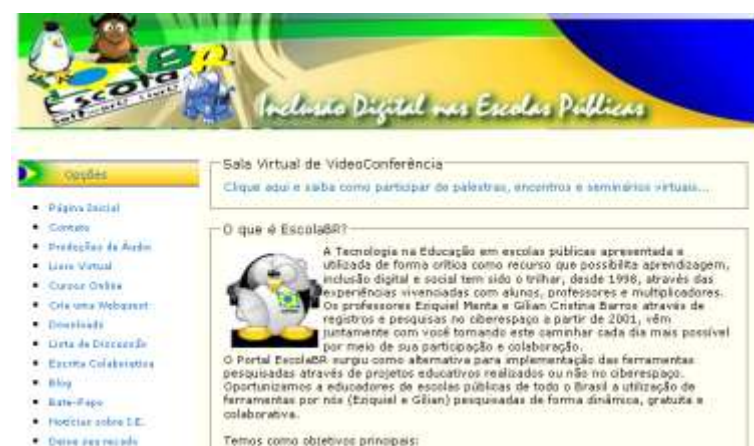 EscolaBR
Software Livre
Inclusão Digital nas Escolas Públicas
Opções
Página Inicial
Contato
Produções de Áudio
Livro Virtual
Cursos Online
Crie uma Webquest
Downloads
Lista de Discussão
Escrita Colaborativa
Blog
Bate-Papo
Notícias sobre I.E.
Deixe seu recado
Sala Virtual de VideoConferência
Clique aqui e saiba como participar de palestras, encontros e seminários virtuais...
O que é EscolaBR?
A Tecnologia na Educação em escolas públicas apresentada e
utilizada de forma crítica como recurso que possibilita aprendizagem,
inclusão digital e social tem sido o trilhar, desde 1998, através das
experiências vivenciadas com alunos, professores e multiplicadores.
Os professores Ezquiel Menta e Gilian Cristina Barros através de
registros e pesquisas no ciberespaço a partir de 2001, vêm
juntamente com você tornando este caminhar cada dia mais possível
por meio de sua participação e colaboração.
O Portal EscolaBR surgiu como alternativa para implementação das ferramentas
pesquisadas através de projetos educativos realizados ou não no ciberespaço.
Oportunizamos a educadores de escolas públicas de todo o Brasil a utilização de
ferramentas por nós (Eziquiel e Gilian) pesquisadas de forma dinâmica, gratuita e
colaborativa.
Temos como objetivos principais: